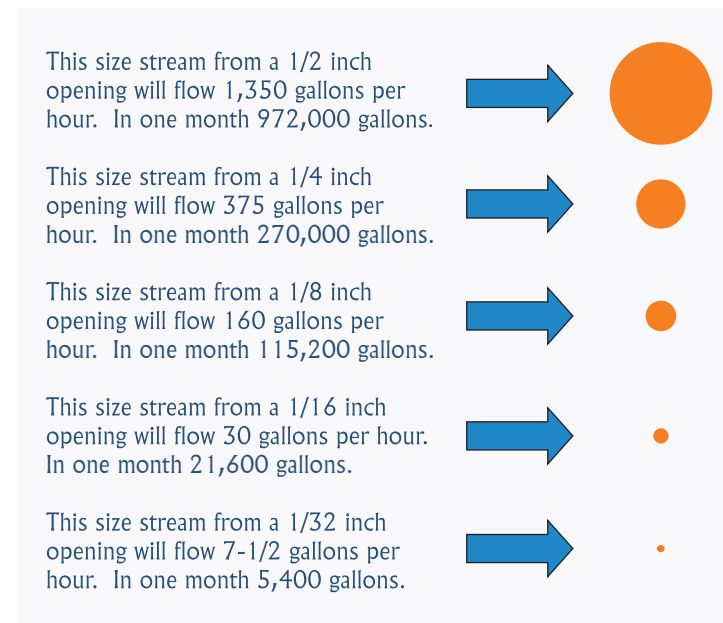 This size stream from a 1/2 inch
opening will flow 1,350 gallons per
hour.  In one month 972,000 gallons.
This size stream from a 1/4 inch
opening will flow 375 gallons per
hour.  In one month 270,000 gallons.
This size stream from a 1/8 inch
opening will flow 160 gallons per
hour.  In one month 115,200 gallons.
This size stream from a 1/16 inch
opening will flow 30 gallons per hour.
In one month 21,600 gallons.
This size stream from a 1/32 inch
opening will flow 7-1/2 gallons per
hour.  In one month 5,400 gallons.